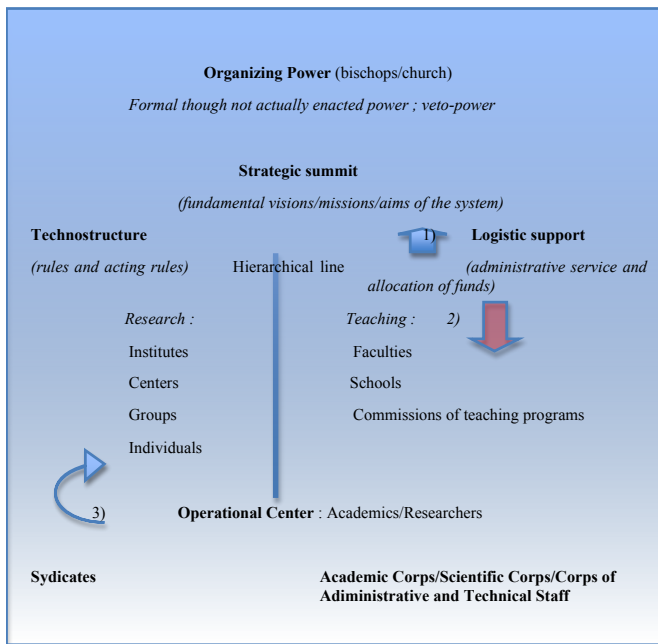 Organizing Power (bischops/church)
Formal though not actually enacted power ; veto-power
Strategic summit
(fundamental visions/missions/aims of the system)
Technostructure 1) Logistic support
(rules and acting rules) Hierarchical line (administrative service and
allocation of funds)
Research : Teaching : 2)
Institutes Faculties
Centers Schools
Groups Commissions of teaching programs
Individuals
3) Operational Center : Academics/Researchers
Sydicates Academic Corps/Scientific Corps/Corps of
Adiministrative and Technical Staff